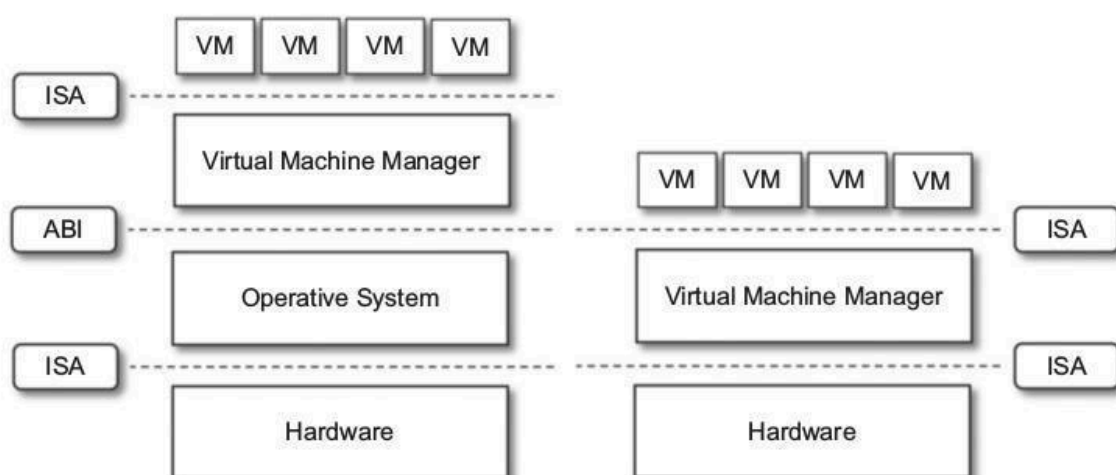 VM VM VM VM
ISA
Virtual Machine Manager
VM VM VM VM
ABI
ISA
Operative System
Virtual Machine Manager
ISA
ISA
Hardware
Hardware